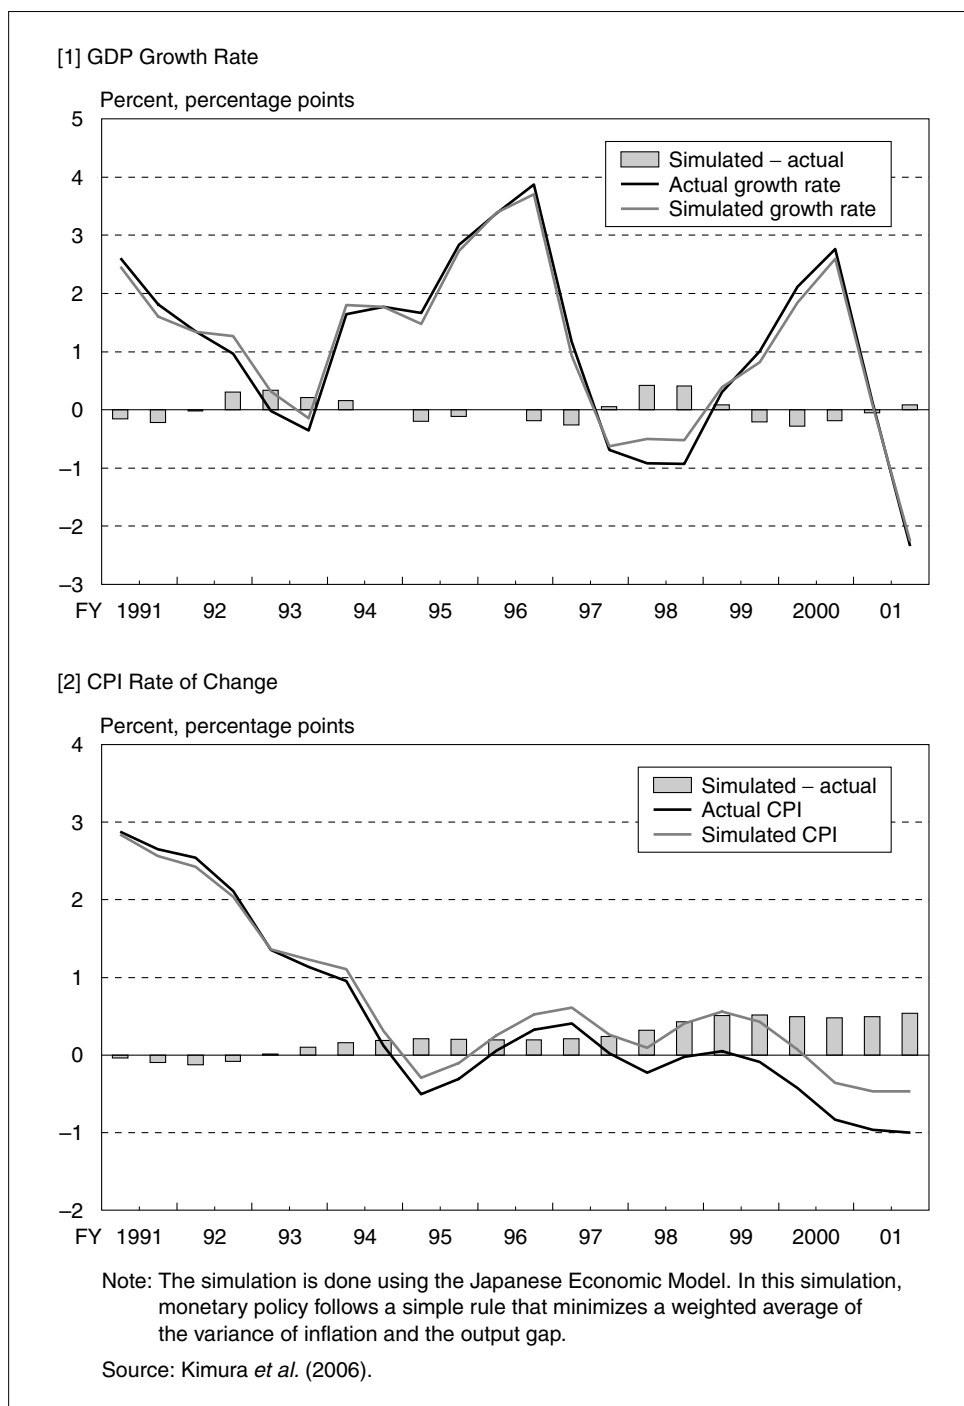 [1] GDP Growth Rate
Percent, percentage points
5
4
3
2
1
0
–1
–2
–3
Simulated – actual
Actual growth rate
Simulated growth rate
FY 1991 92 93 94 95 96 97 98 99 2000 01
[2] CPI Rate of Change
Percent, percentage points
4
3
2
1
0
–1
–2
Simulated – actual
Actual CPI
Simulated CPI
FY 1991 92 93 94 95 96 97 98 99 2000 01
Note: The simulation is done using the Japanese Economic Model. In this simulation,
monetary policy follows a simple rule that minimizes a weighted average of
the variance of inflation and the output gap.
Source: Kimura et al. (2006).